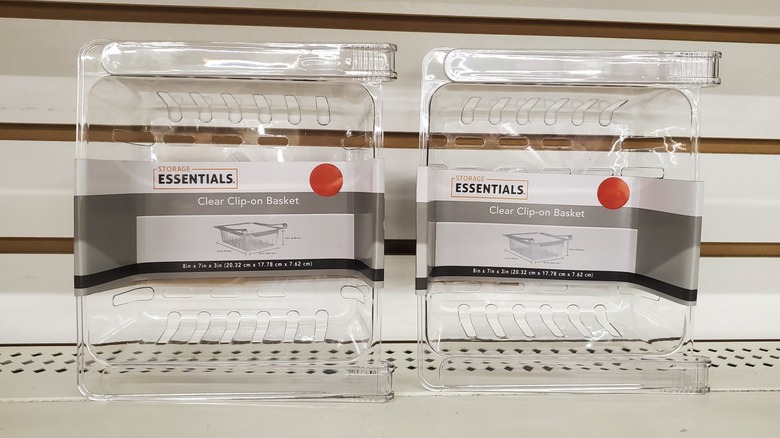 STORAGE
ESSENTIALS.
Clear Clip-on Basket
8in x 7in x 3in (20.32 cm x 17.78 cm x 7.62 cm)
STORAGE
ESSENTIALS.
Clear Clip-on Basket
8in x 7in x 3in (20.32 cm x 17.78 cm x 7.62 cm)